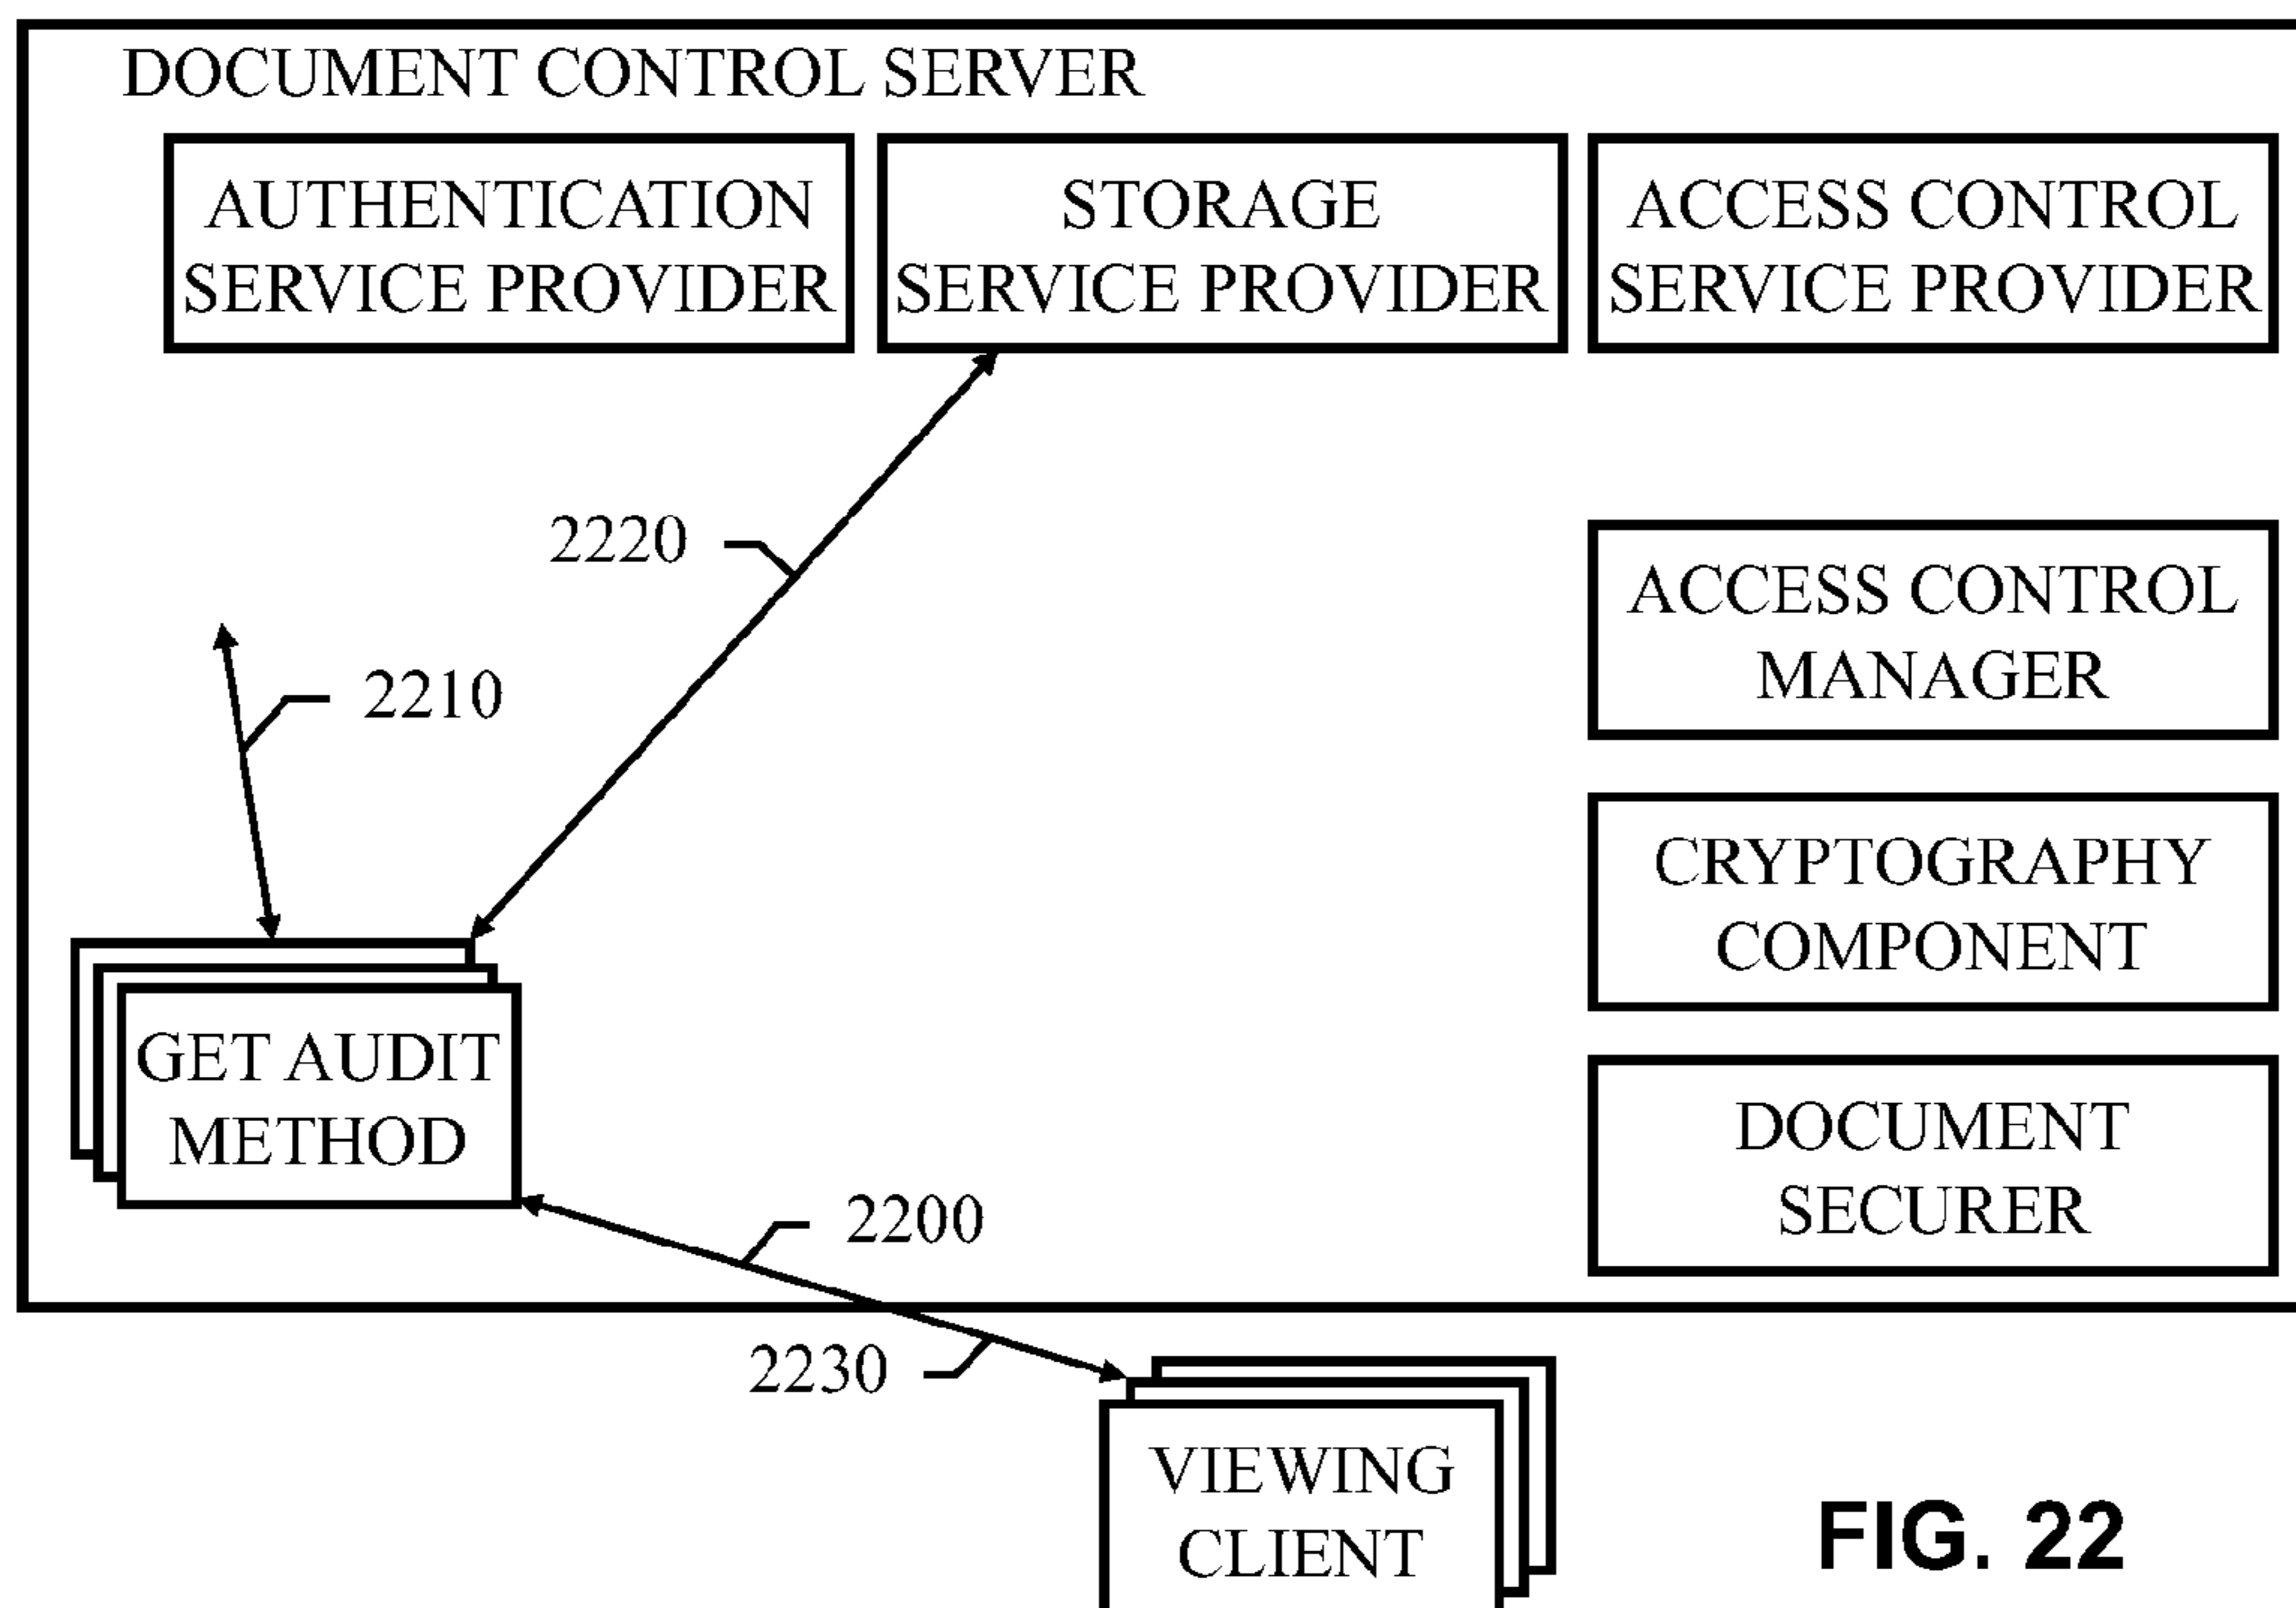 DOCUMENT CONTROL SERVER
AUTHENTICATION
SERVICE PROVIDER
STORAGE
SERVICE PROVIDER
ACCESS CONTROL
SERVICE PROVIDER
2220
ACCESS CONTROL
MANAGER
2210
CRYPTOGRAPHY
COMPONENT
GET AUDIT
METHOD
DOCUMENT
SECURER
2200
2230
VIEWING
CLIENT
FIG. 22